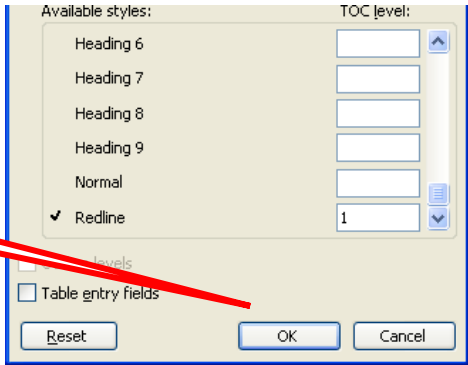 Available styles: TOC level:
Heading 6
Heading 7
Heading 8
Heading 9
Normal
✓ Redline 1
levels
Table entry fields
Reset OK Cancel